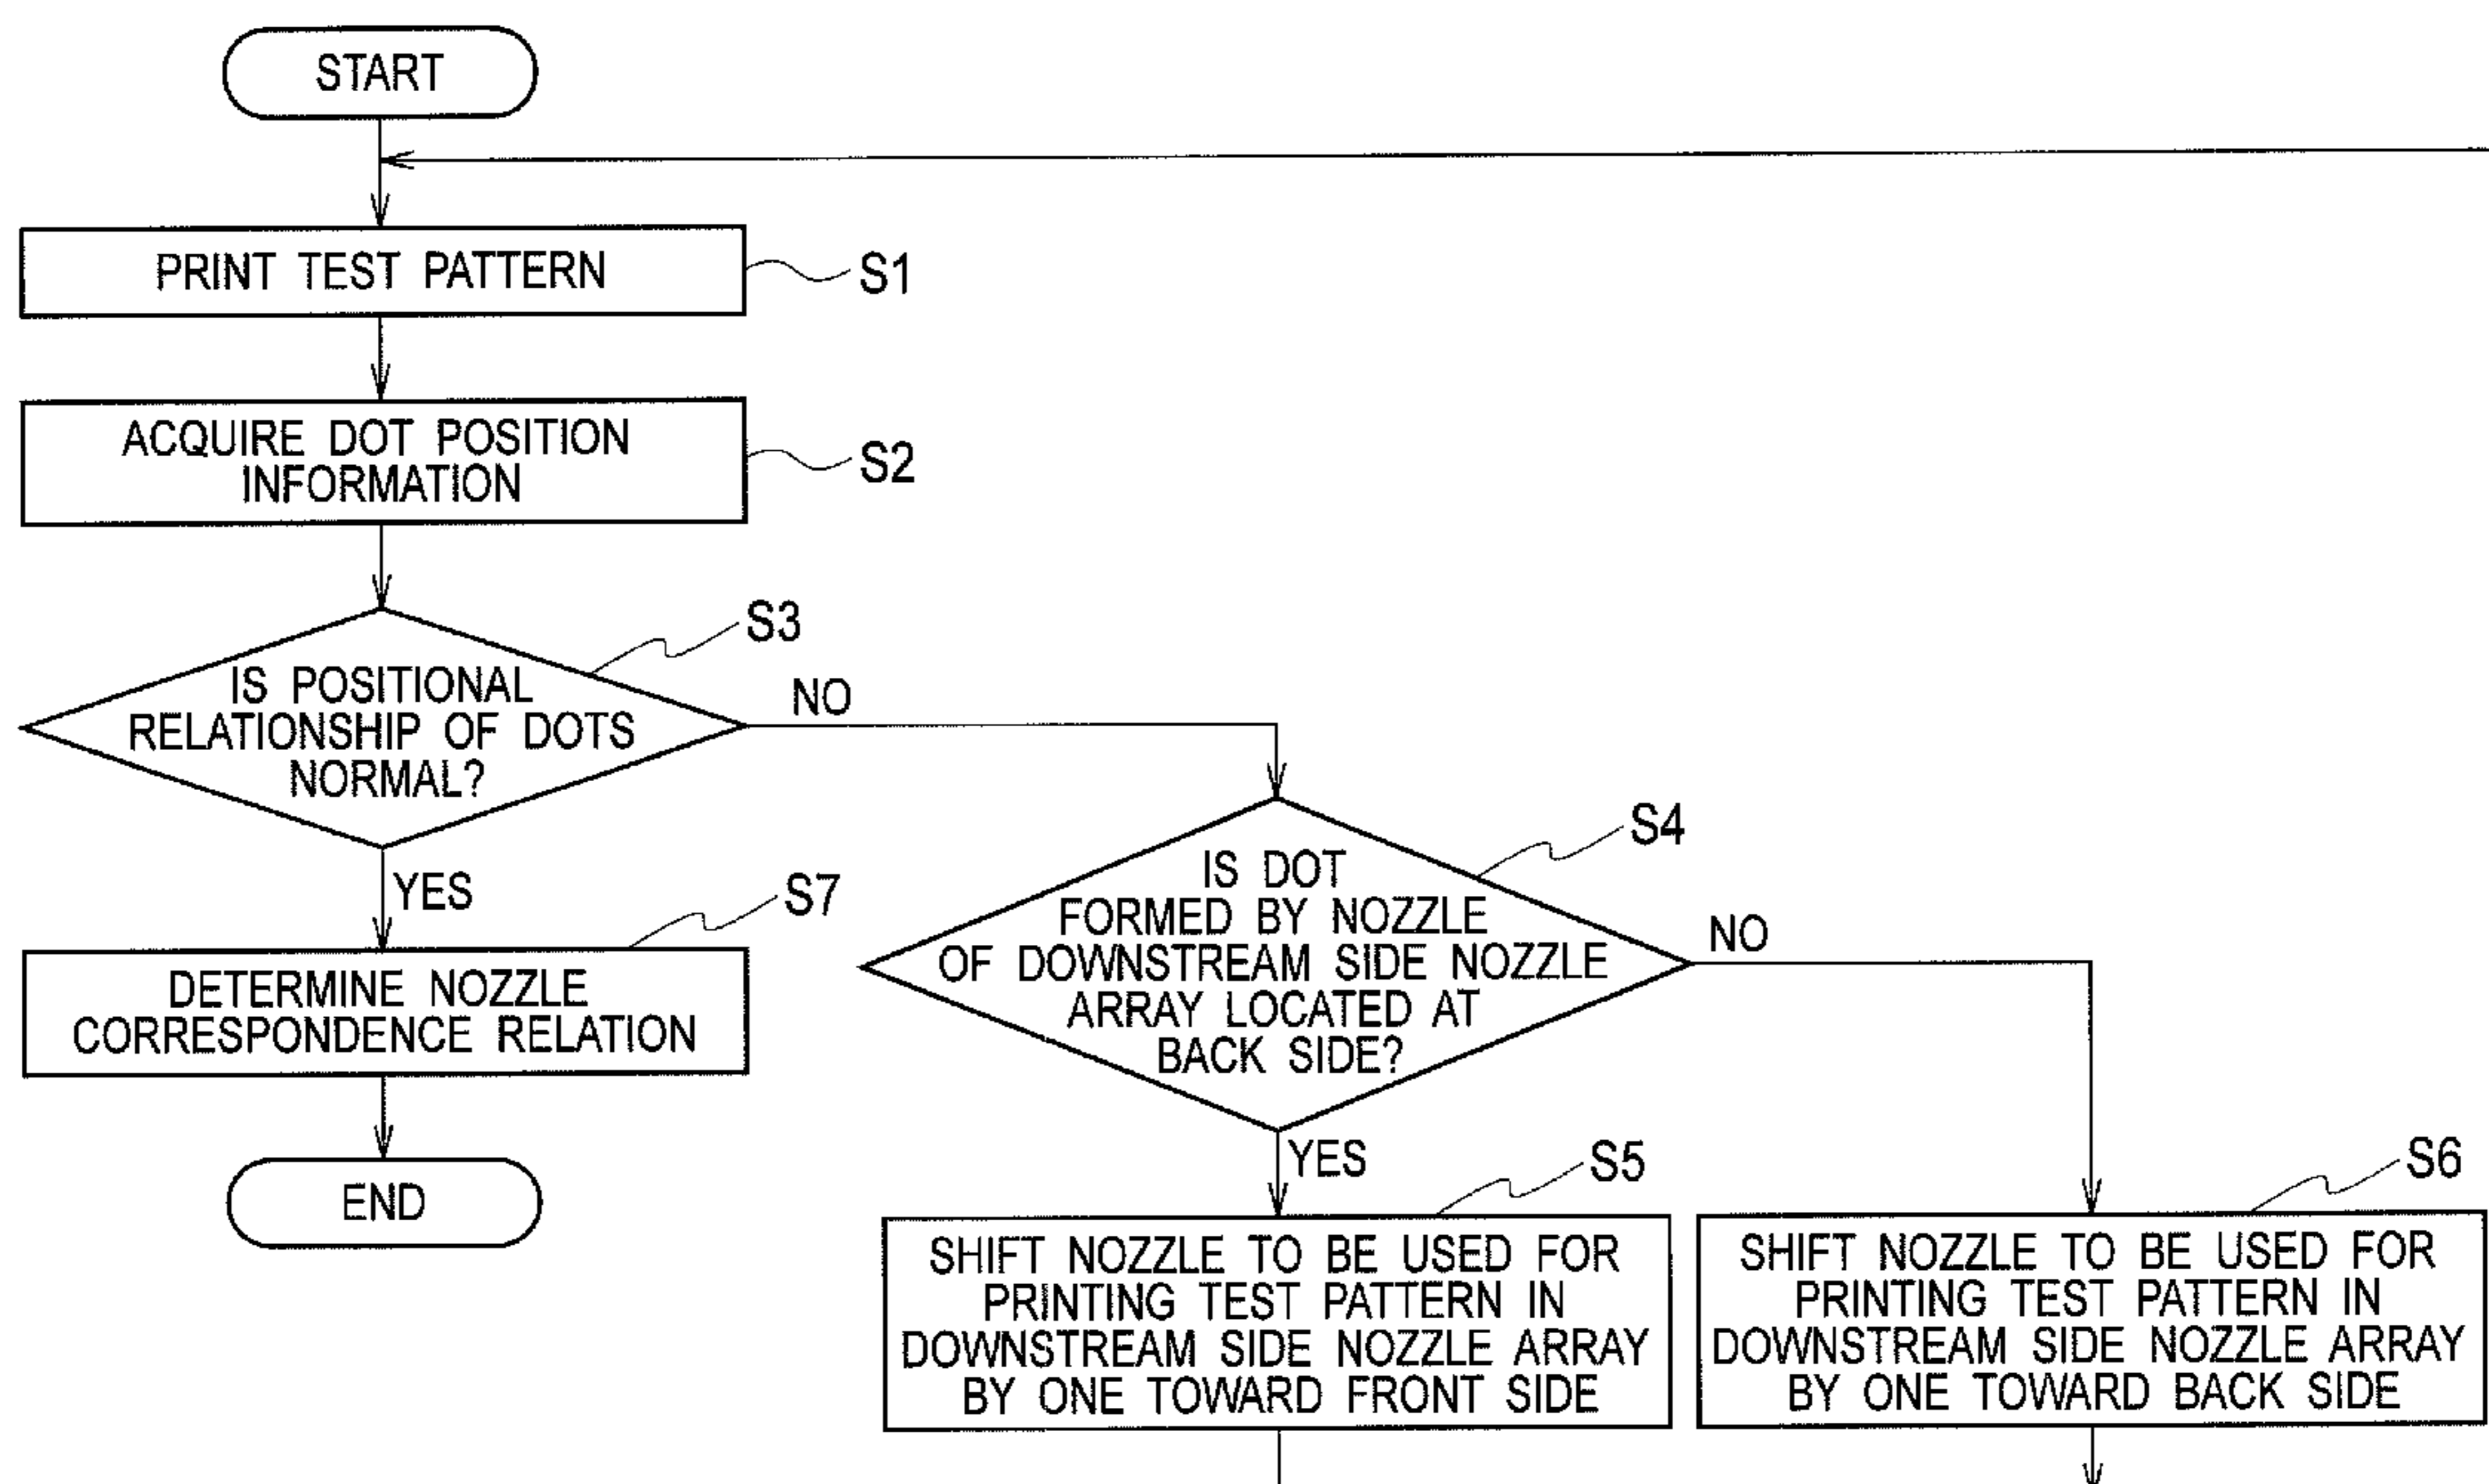 START
PRINT TEST PATTERN
S1
ACQUIRE DOT POSITION
INFORMATION
S2
S3
IS POSITIONAL
RELATIONSHIP OF DOTS
NORMAL?
NO
YES
S7
DETERMINE NOZZLE
CORRESPONDENCE RELATION
END
S4
IS DOT
FORMED BY NOZZLE
OF DOWNSTREAM SIDE NOZZLE
ARRAY LOCATED AT
BACK SIDE?
NO
YES
S5
SHIFT NOZZLE TO BE USED FOR
PRINTING TEST PATTERN IN
DOWNSTREAM SIDE NOZZLE ARRAY
BY ONE TOWARD FRONT SIDE
S6
SHIFT NOZZLE TO BE USED FOR
PRINTING TEST PATTERN IN
DOWNSTREAM SIDE NOZZLE ARRAY
BY ONE TOWARD BACK SIDE